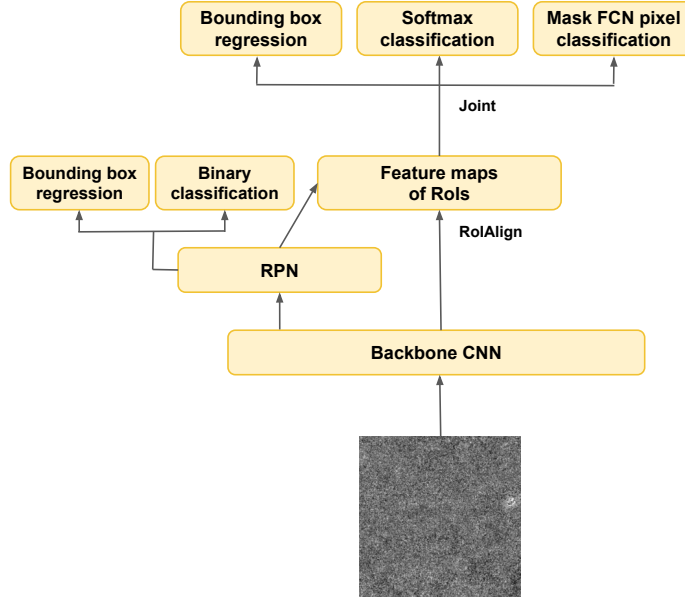 Bounding box
regression
Softmax
classification
Mask FCN pixel
classification
Joint
Bounding box
regression
Binary
classification
Feature maps
of RoIs
RoIAlign
RPN
Backbone CNN